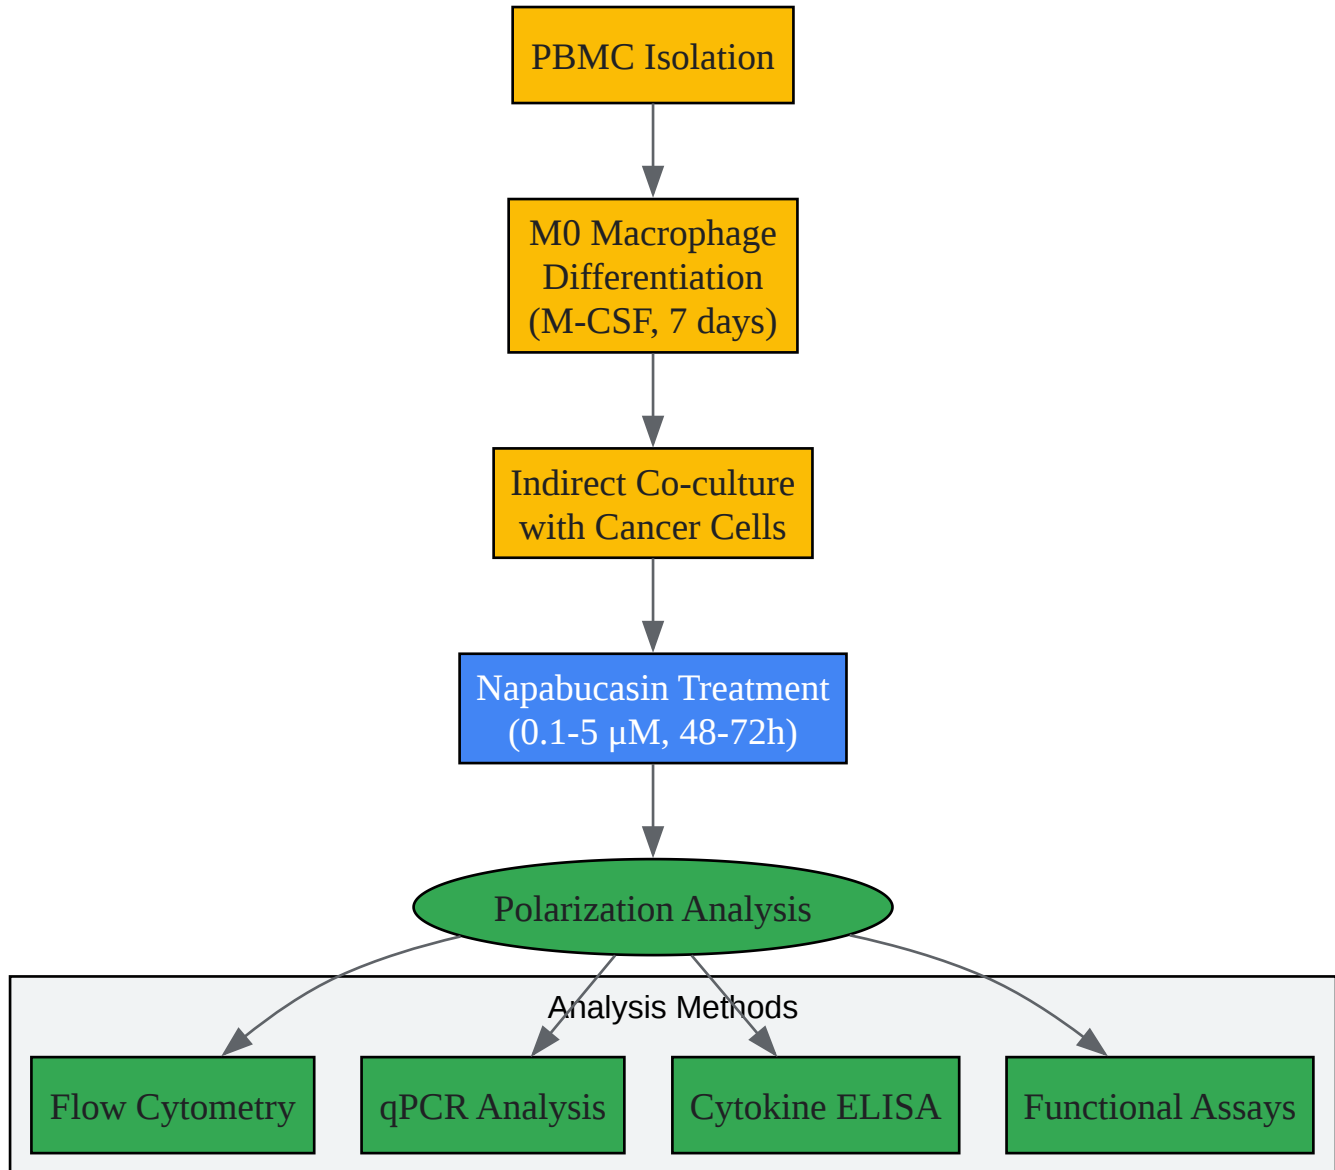 PBMC Isolation
M0 Macrophage
Differentiation
(M-CSF, 7 days)
Indirect Co-culture
with Cancer Cells
Napabucasin Treatment
(0.1-5 μM, 48-72h)
Polarization Analysis
Analysis Methods
Flow Cytometry
qPCR Analysis
Cytokine ELISA
Functional Assays